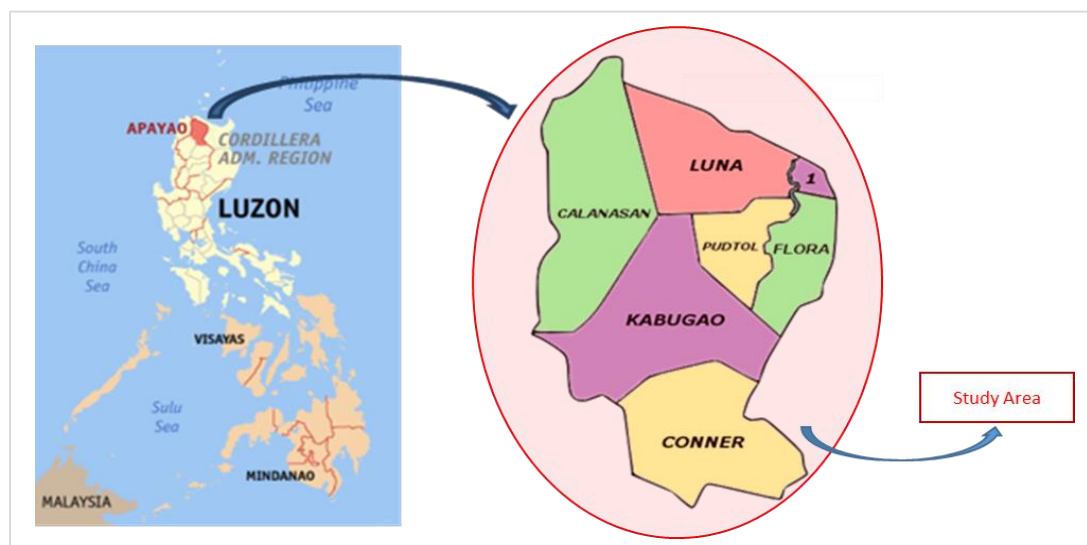 Philippine
Sea
APAYAO
CORDILLERA
ADM. REGION
LUZON
South
China
Sea
VISAYAS
Sulu
Sea
MINDANAO
MALAYSIA
LUNA
1
CALANASAN
PUDTOL
FLORA
KABUGAO
CONNER
Study Area